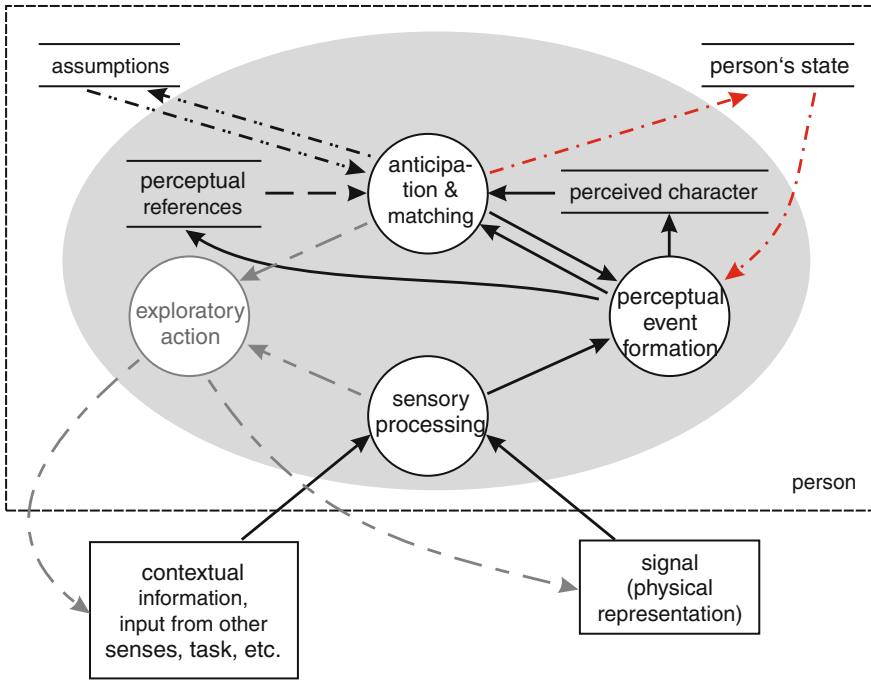 assumptions
person's state
anticipa-
tion &
matching
perceptual
references
perceived character
exploratory
action
perceptual
event
formation
sensory
processing
person
contextual
information,
input from other
senses, task, etc.
signal
(physical
representation)